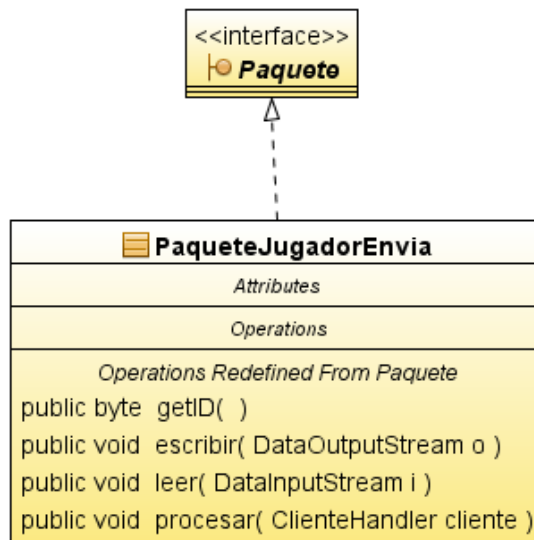 <<interface>>
Paquete
PaqueteJugadorEnvia
Attributes
Operations
Operations Redefined From Paquete
public byte getID( )
public void escribir( DataOutputStream o )
public void leer( DataInputStream i )
public void procesar( ClienteHandler cliente )